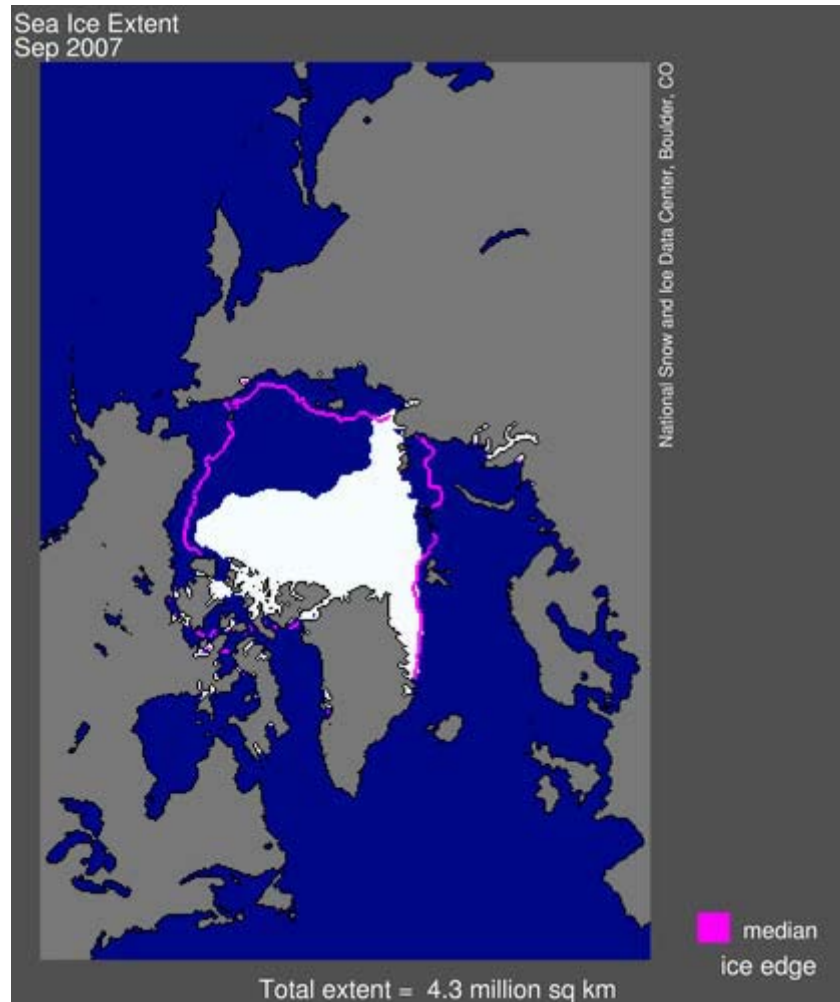 Sea Ice Extent
Sep 2007
National Snow and Ice Data Center, Boulder, CO
median
ice edge
Total extent = 4.3 million sq km